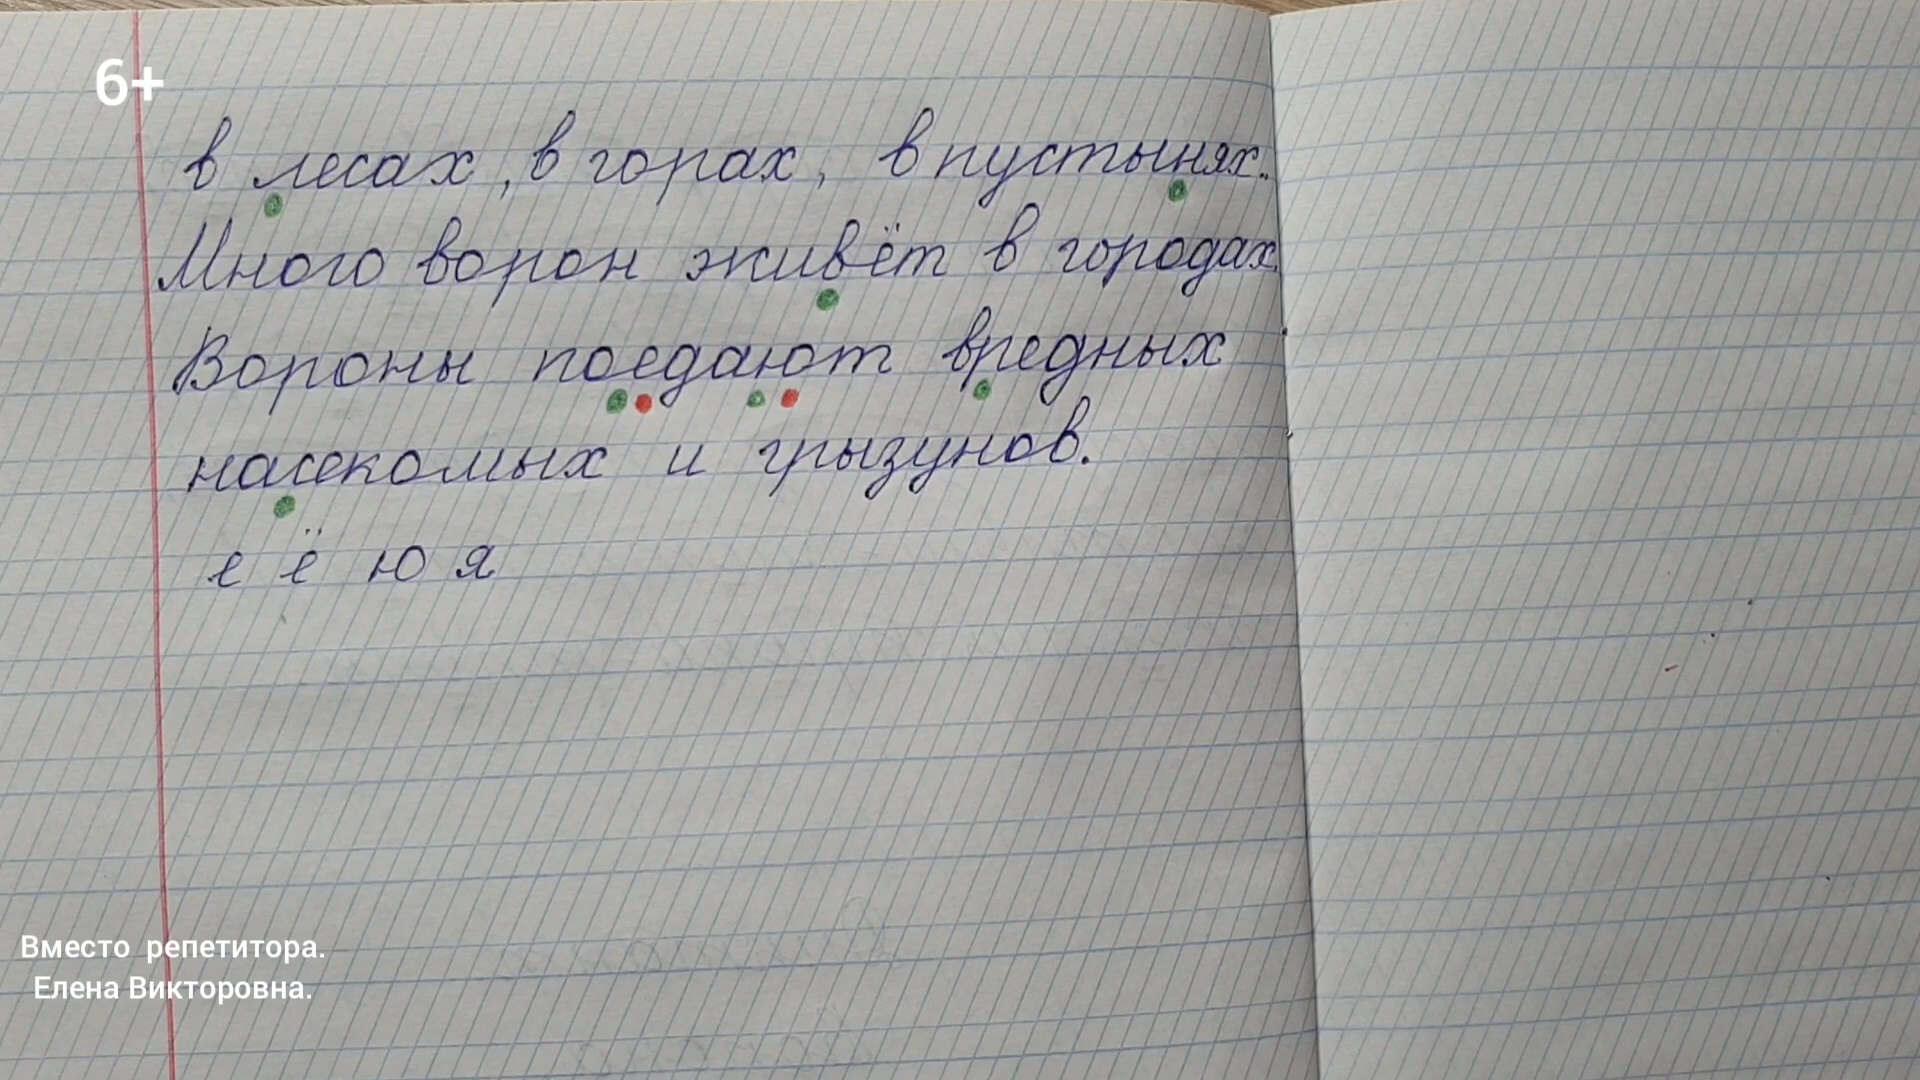 6+
в лесах, в горах, в пустынях.
Много ворон живёт в городах.
Вороны поедают вредных
насекомых и грызунов.
е ё ю я
Вместо репетитора.
Елена Викторовна.